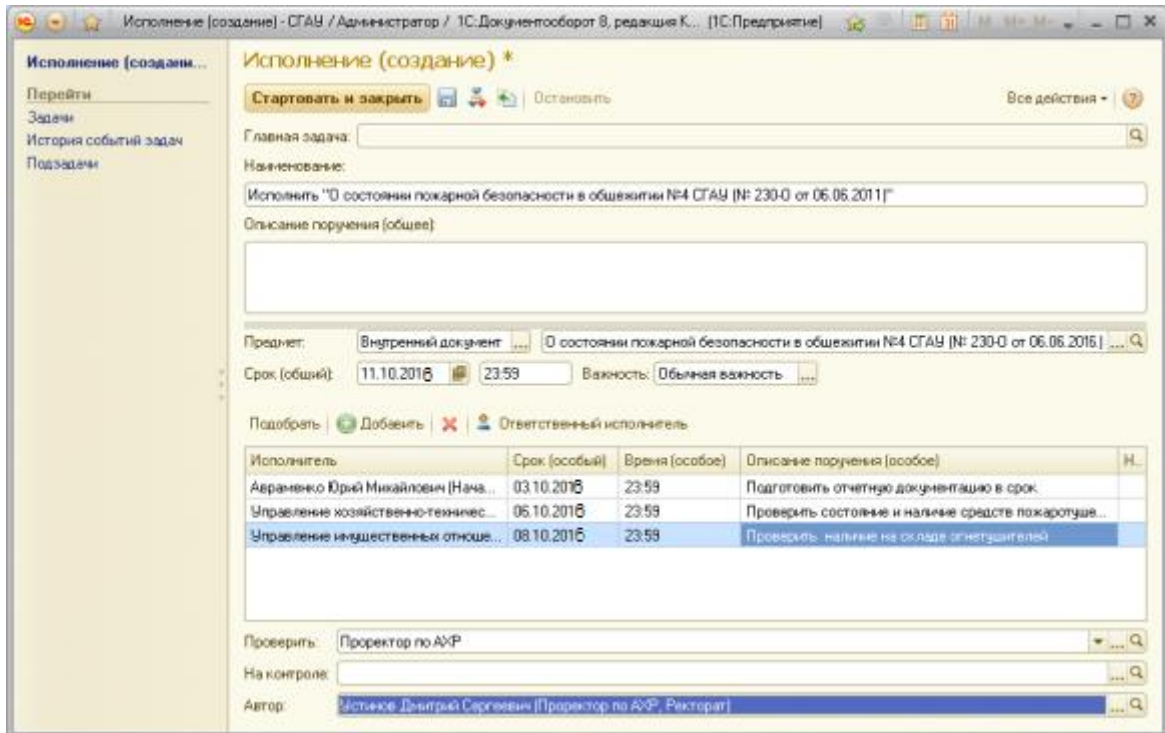 Исполнение (создание) - СГАУ / Администратор / 1С:Документооборот 8, редакция К... (1С:Предприятие)
M M+ M-
Исполнение (создани...
Перейти
Задачи
История событий задач
Подзадачи
Исполнение (создание) *
Стартовать и закрыть
Остановить
Все действия
Главная задача:
Наименование:
Исполнить "О состоянии пожарной безопасности в общежитии №4 СГАУ (№ 230-О от 06.06.2011)"
Описание поручения (общее):
Предмет: Внутренний документ ... О состоянии пожарной безопасности в общежитии №4 СГАУ (№ 230-О от 06.06.2016) ...
Срок (общий): 11.10.2016 23:59 Важность: Обычная важность ...
Подобрать Добавить Ответственный исполнитель
Исполнитель Срок (особый) Время (особое) Описание поручения (особое) Н..
Авраменко Юрий Михайлович (Нача... 03.10.2016 23:59 Подготовить отчетную документацию в срок
Управление хозяйственно-техничес... 06.10.2016 23:59 Проверить состояние и наличие средств пожаротуше...
Управление имущественных отноше... 08.10.2016 23:59 Проверить наличие на складе огнетушителей
Проверить: Проректор по АХР ...
На контроле: ...
Автор: Устинов Дмитрий Сергеевич (Проректор по АХР, Ректорат) ...